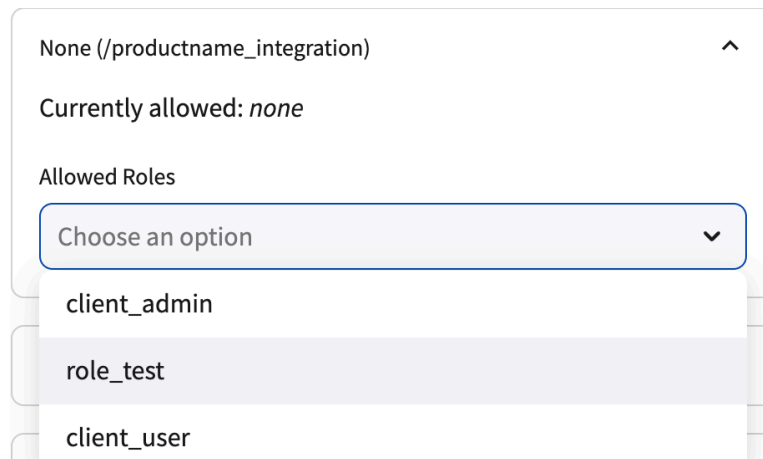 None (/productname_integration)
Currently allowed: none
Allowed Roles
Choose an option
client_admin
role_test
client_user